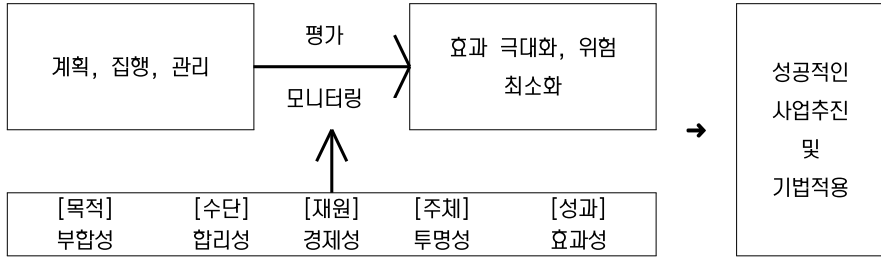 계획, 집행, 관리
평가
모니터링
효과 극대화, 위험
최소화
[목적] [수단] [재원] [주체] [성과]
부합성 합리성 경제성 투명성 효과성
성공적인
사업추진
및
기법적용